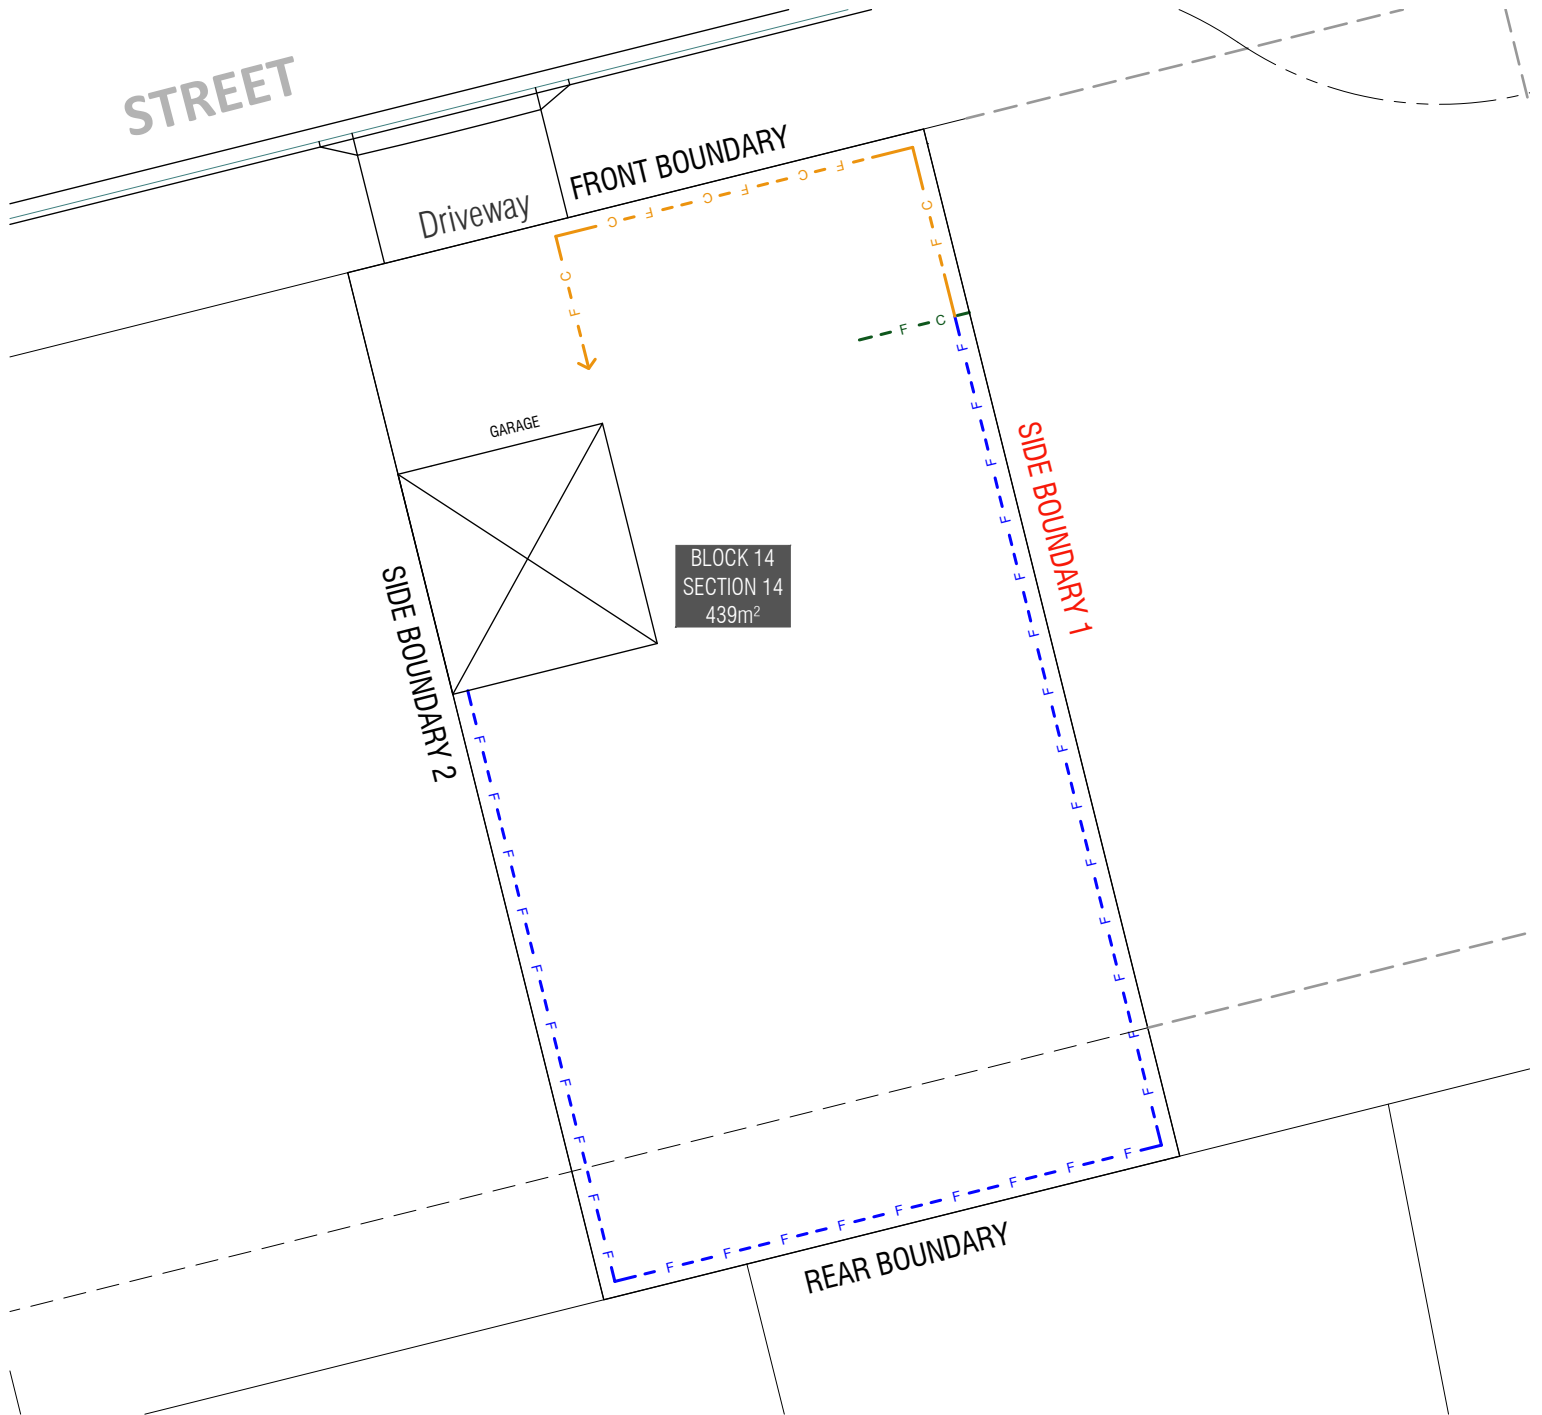 STREET
FRONT BOUNDARY
Driveway
F C F C F C
C F
C F
F C
GARAGE
BLOCK 14
SECTION 14
439m²
SIDE BOUNDARY 1
SIDE BOUNDARY 2
F F F F F F F F F F F F F F
F F F F F F F F F F
F F F F F F F F F
REAR BOUNDARY